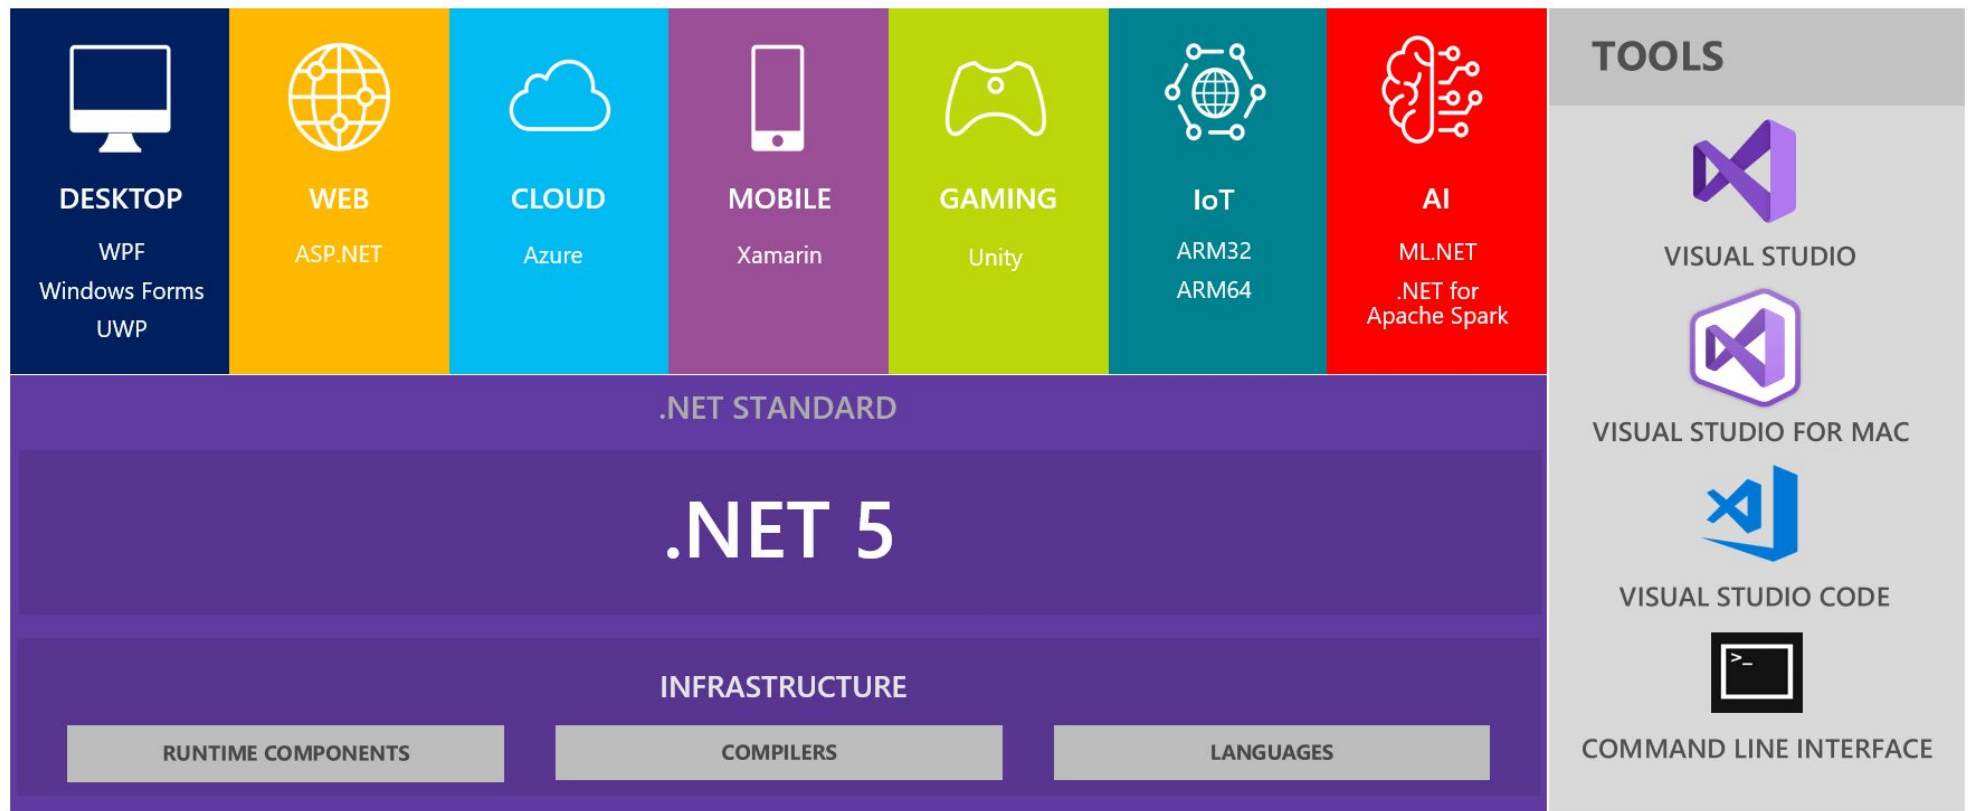 DESKTOP
WPF
Windows Forms
UWP
WEB
ASP.NET
CLOUD
Azure
MOBILE
Xamarin
GAMING
Unity
IoT
ARM32
ARM64
AI
ML.NET
.NET for
Apache Spark
.NET STANDARD
.NET 5
INFRASTRUCTURE
RUNTIME COMPONENTS
COMPILERS
LANGUAGES
TOOLS
VISUAL STUDIO
VISUAL STUDIO FOR MAC
VISUAL STUDIO CODE
>_
COMMAND LINE INTERFACE